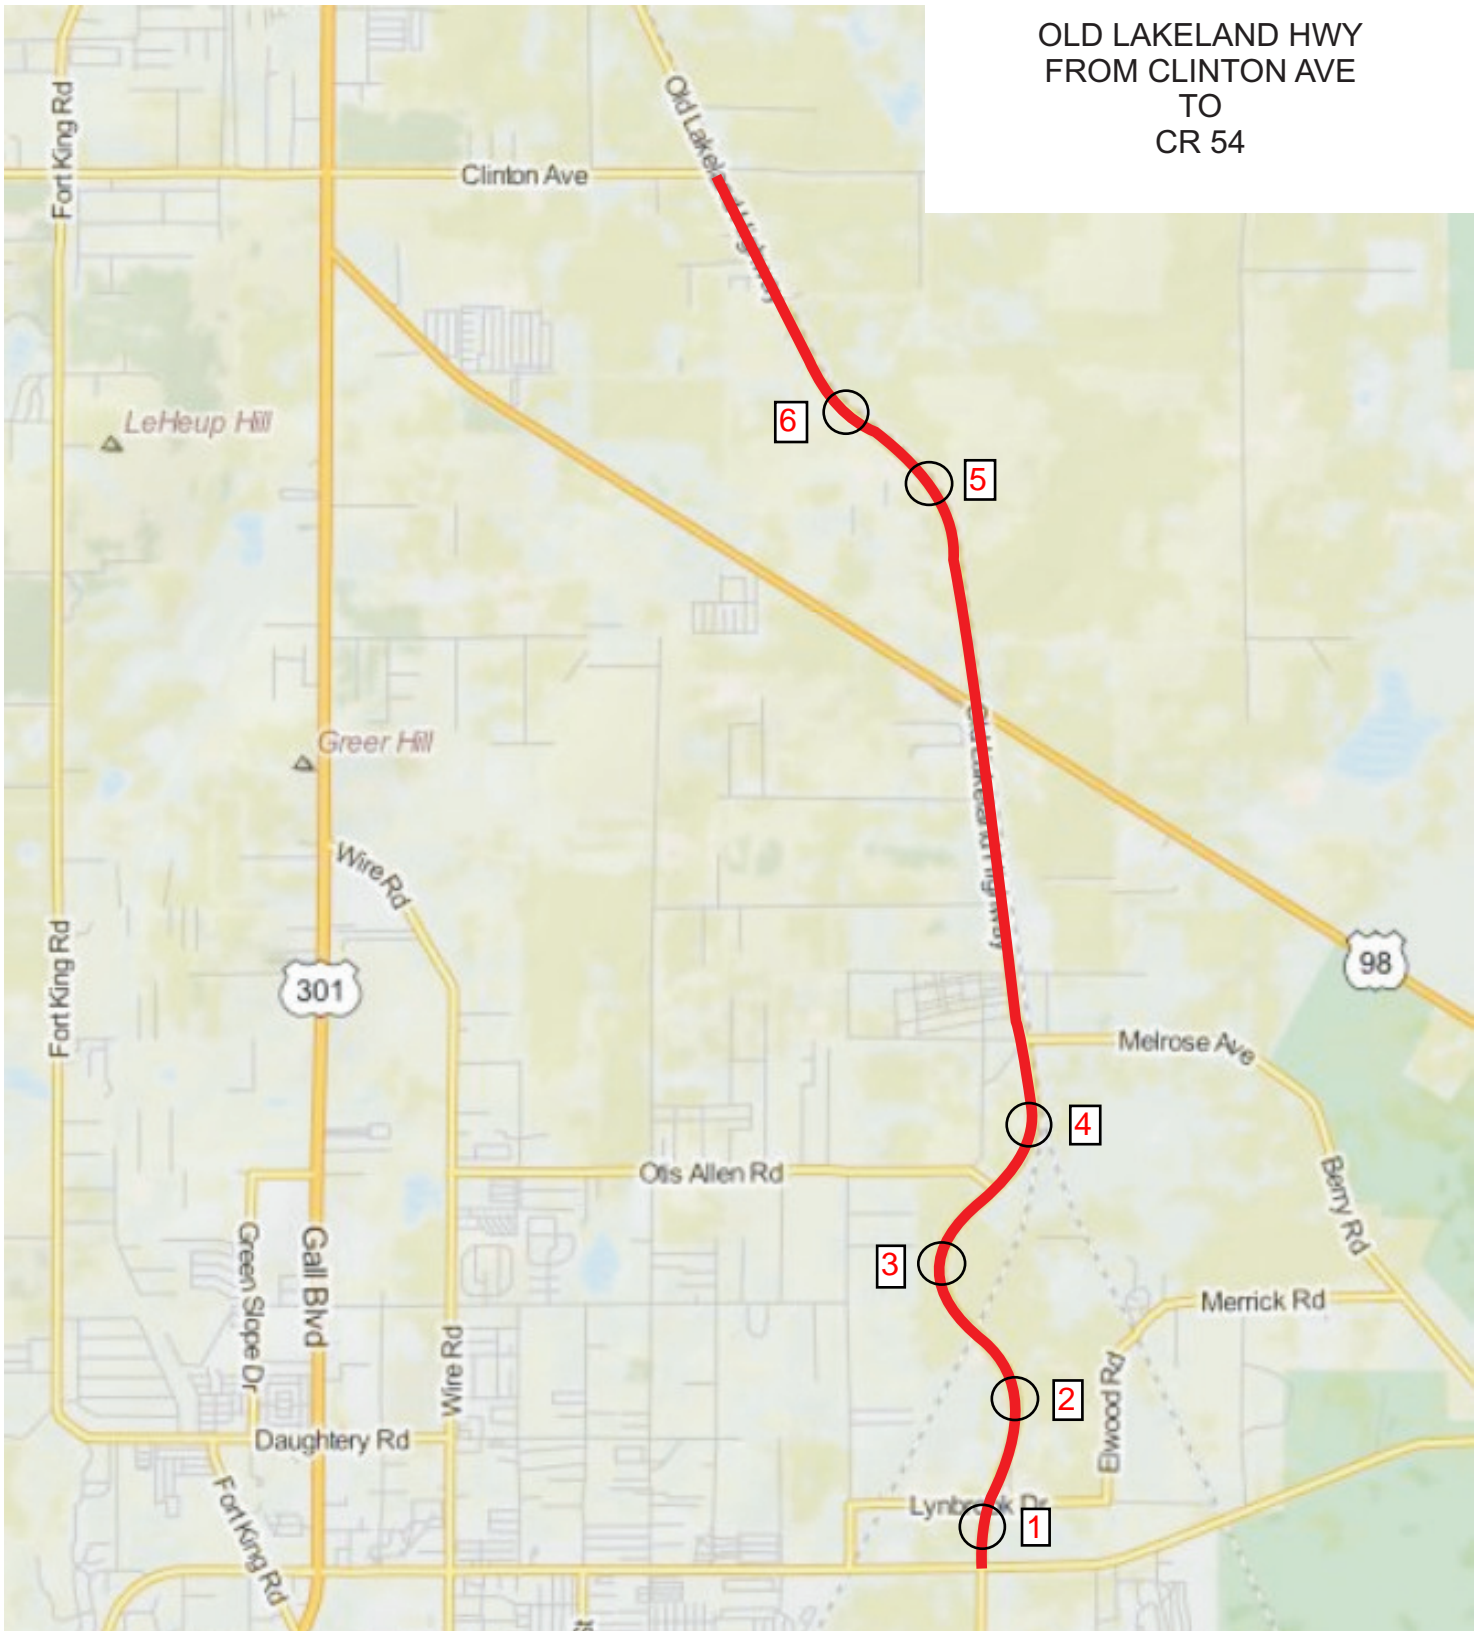 OLD LAKELAND HWY
FROM CLINTON AVE
TO
CR 54
Fort King Rd
Clinton Ave
LeHeup Hill
6
5
Greer Hill
Wire Rd
Fort King Rd
301
98
Melrose Ave
4
Otis Allen Rd
Berry Rd
Green Slope Dr
Gall Blvd
3
Merrick Rd
Wire Rd
Elwood Rd
2
Daughtery Rd
Fort King Rd
Lynbrook Dr
1